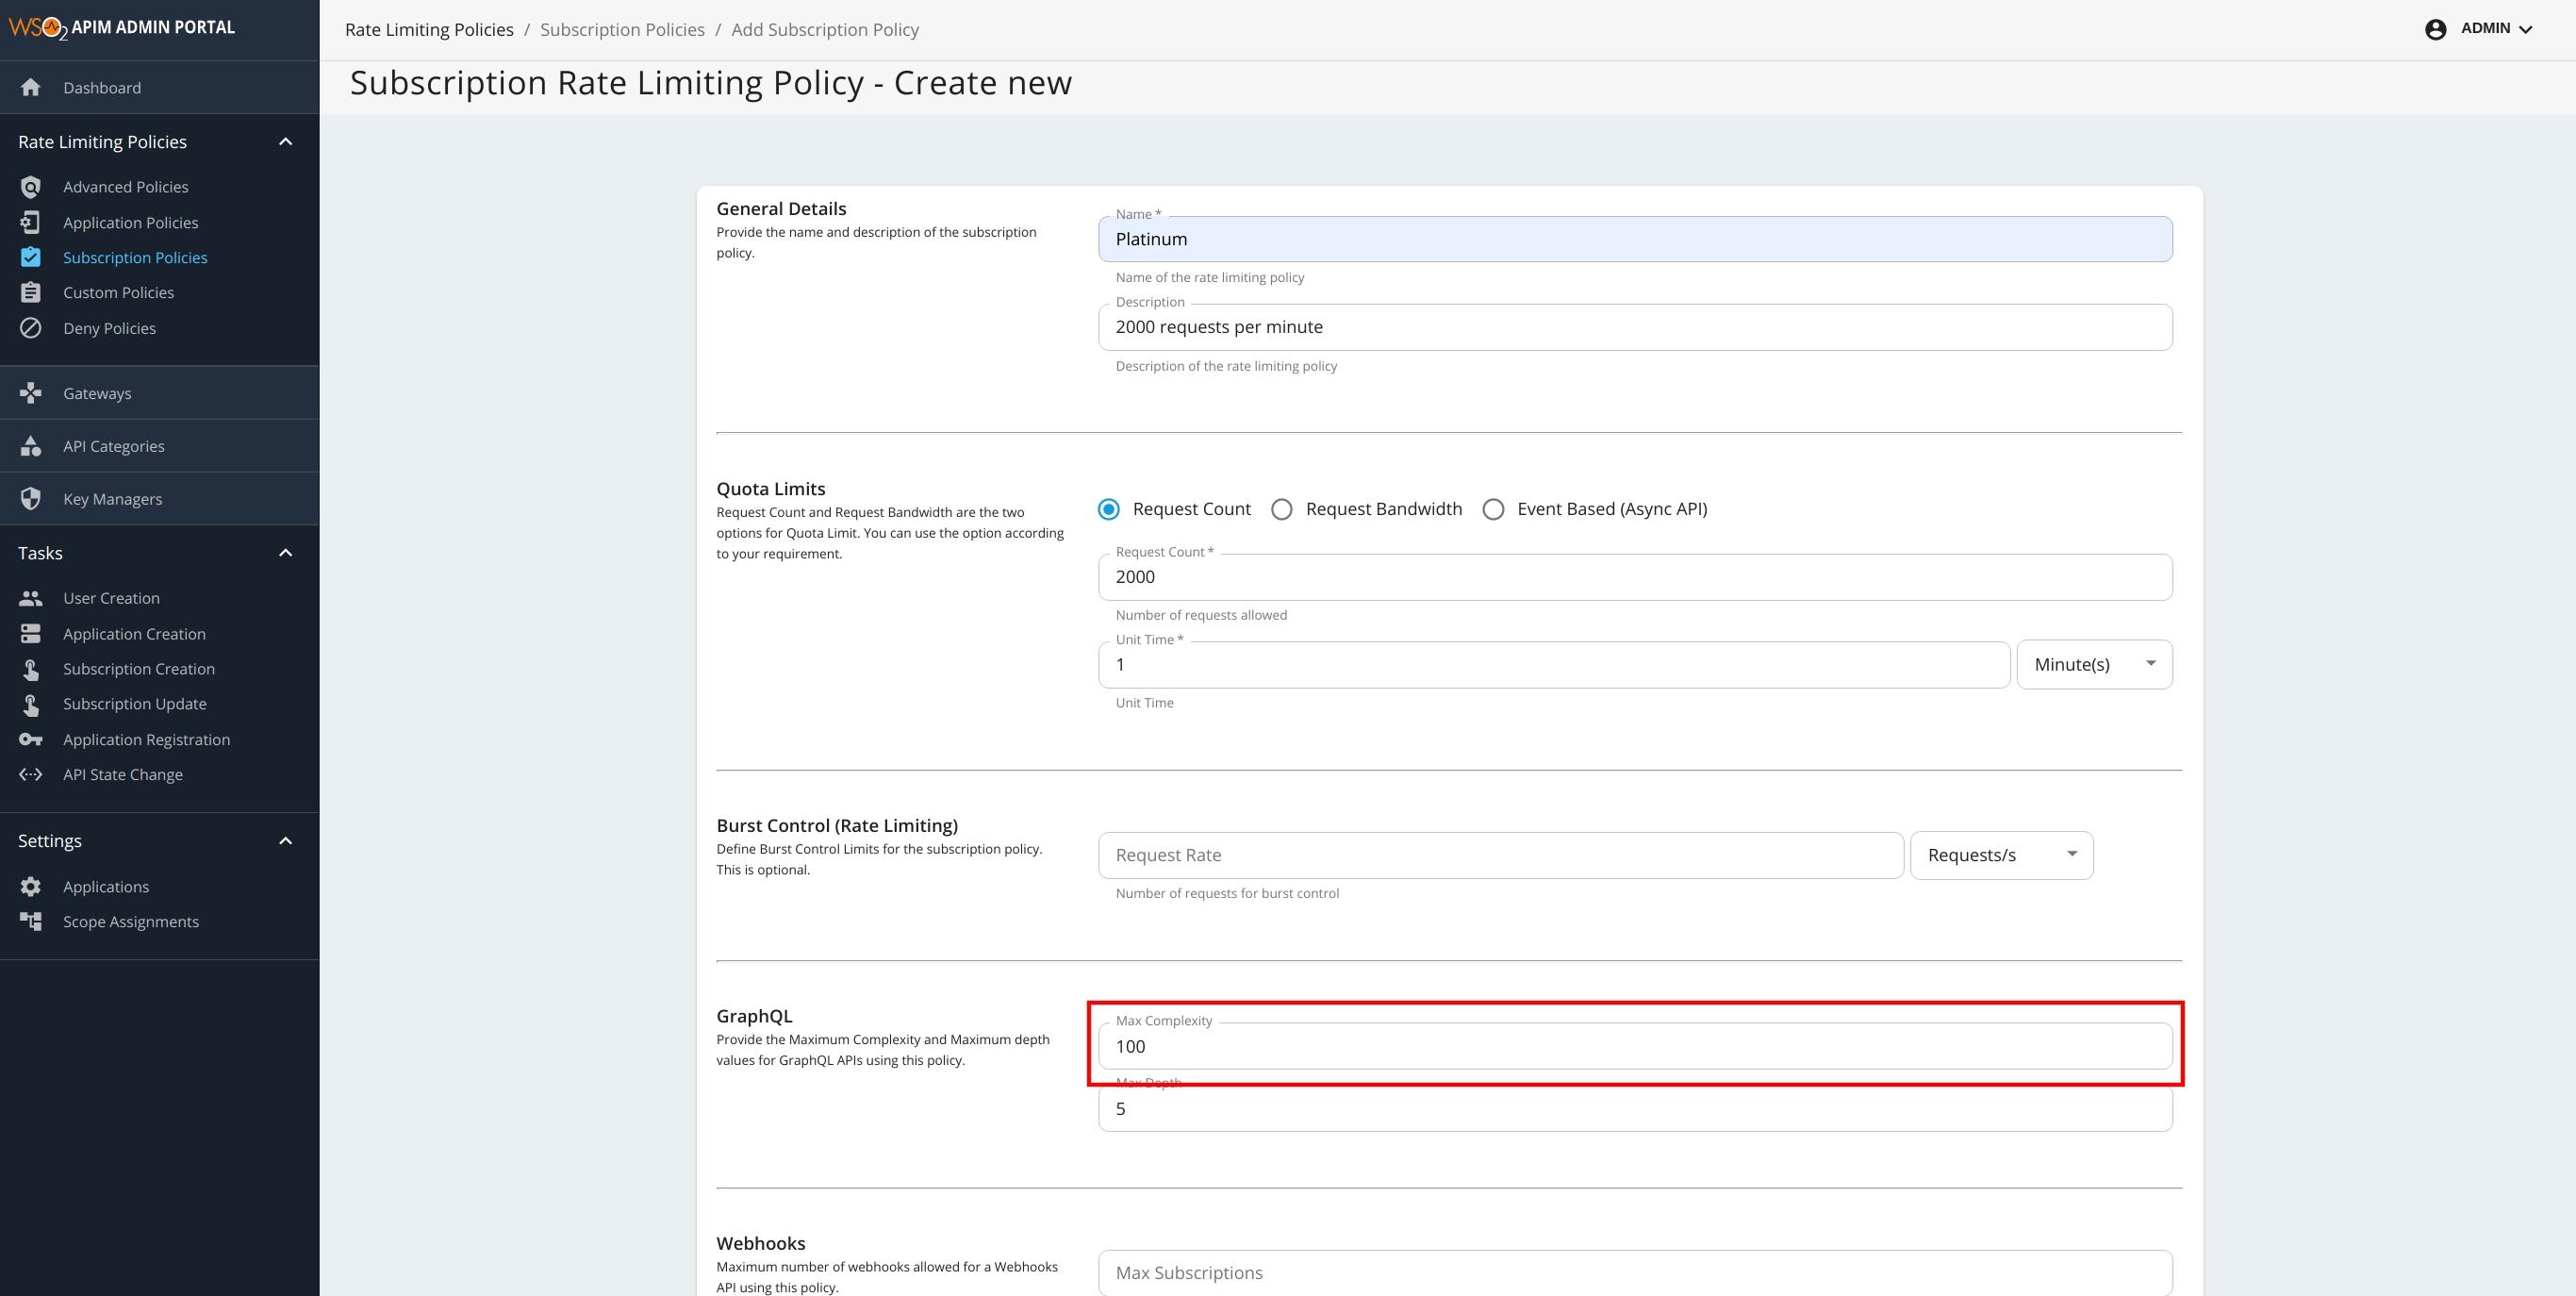 WSO2 APIM ADMIN PORTAL
Rate Limiting Policies / Subscription Policies / Add Subscription Policy
ADMIN
Subscription Rate Limiting Policy - Create new
Dashboard
Rate Limiting Policies
Advanced Policies
Application Policies
Subscription Policies
Custom Policies
Deny Policies
Gateways
API Categories
Key Managers
Tasks
User Creation
Application Creation
Subscription Creation
Subscription Update
Application Registration
API State Change
Settings
Applications
Scope Assignments
General Details
Provide the name and description of the subscription
policy.
Name *
Platinum
Name of the rate limiting policy
Description
2000 requests per minute
Description of the rate limiting policy
Quota Limits
Request Count and Request Bandwidth are the two
options for Quota Limit. You can use the option according
to your requirement.
Request Count
Request Bandwidth
Event Based (Async API)
Request Count *
2000
Number of requests allowed
Unit Time *
1
Minute(s)
Unit Time
Burst Control (Rate Limiting)
Define Burst Control Limits for the subscription policy.
This is optional.
Request Rate
Requests/s
Number of requests for burst control
GraphQL
Provide the Maximum Complexity and Maximum depth
values for GraphQL APIs using this policy.
Max Complexity
100
Max Depth
5
Webhooks
Maximum number of webhooks allowed for a Webhooks
API using this policy.
Max Subscriptions